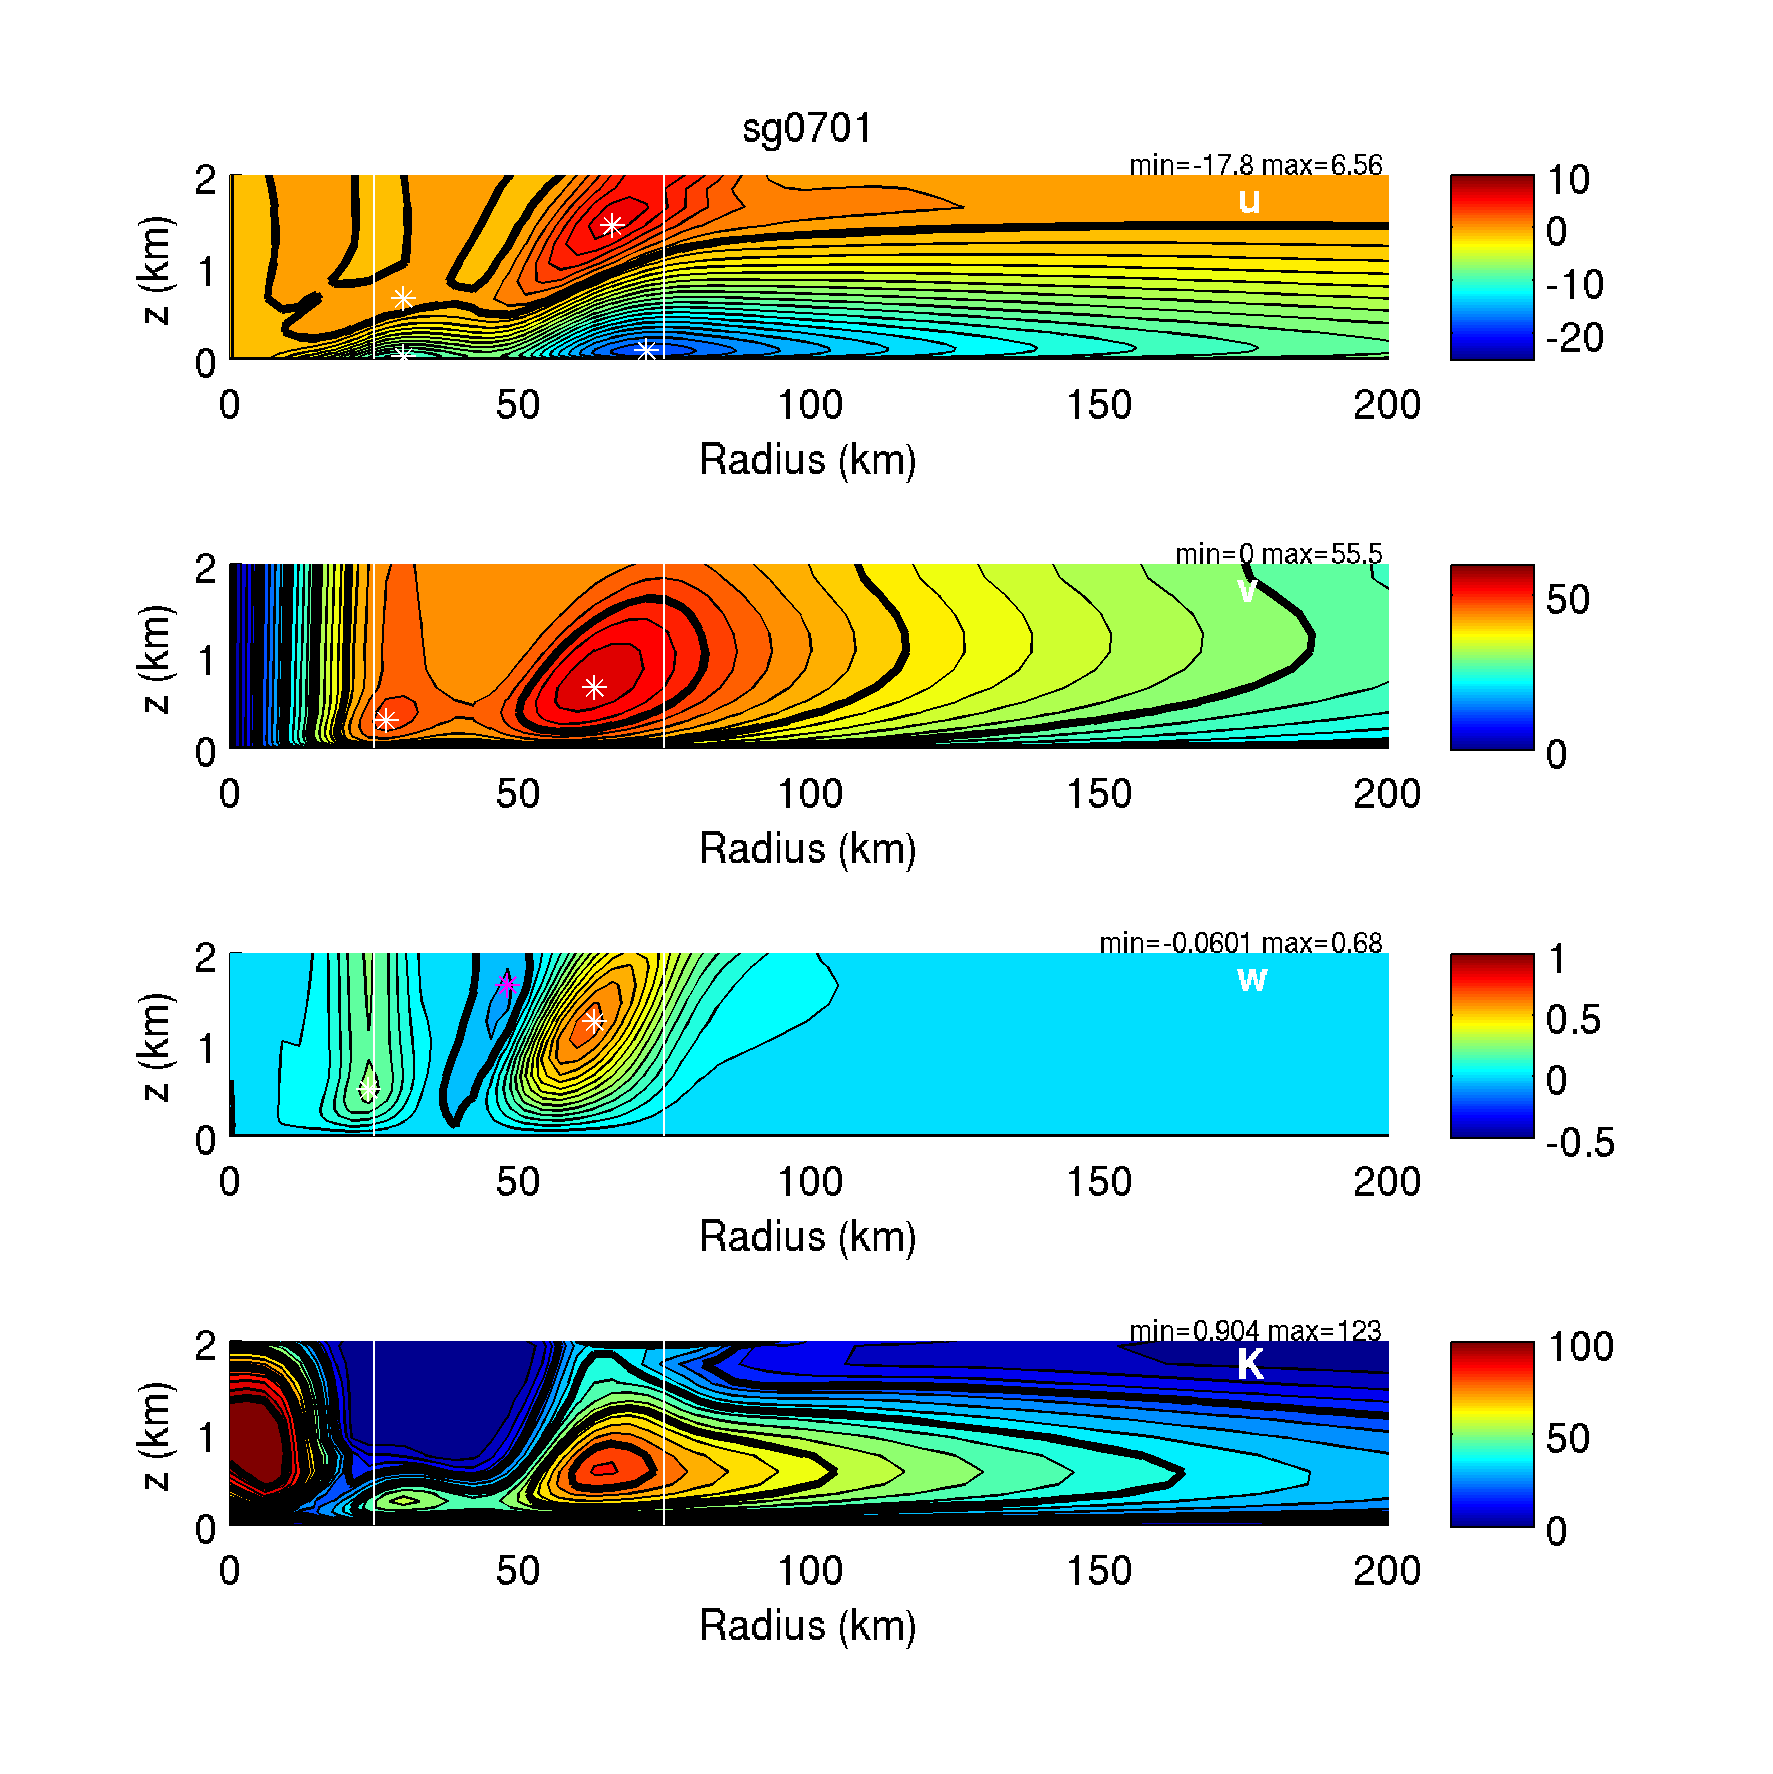 sg0701
min=-17.8 max=6.56
u
2
1
0
z (km)
0 50 100 150 200
Radius (km)
10
0
-10
-20
min=0 max=55.5
v
2
1
0
z (km)
0 50 100 150 200
Radius (km)
50
0
min=-0.0601 max=0.68
w
2
1
0
z (km)
0 50 100 150 200
Radius (km)
1
0.5
0
-0.5
min=0.904 max=123
K
2
1
0
z (km)
0 50 100 150 200
Radius (km)
100
50
0